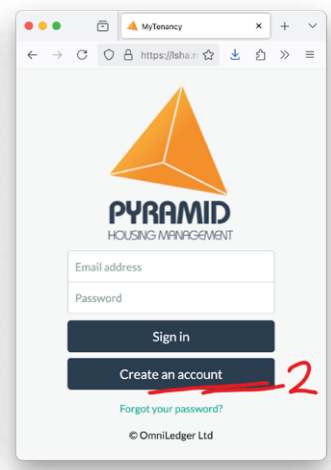 MyTenancy
https://lsha.n
PYRAMID
HOUSING MANAGEMENT
Email address
Password
Sign in
Create an account
2
Forgot your password?
© OmniLedger Ltd